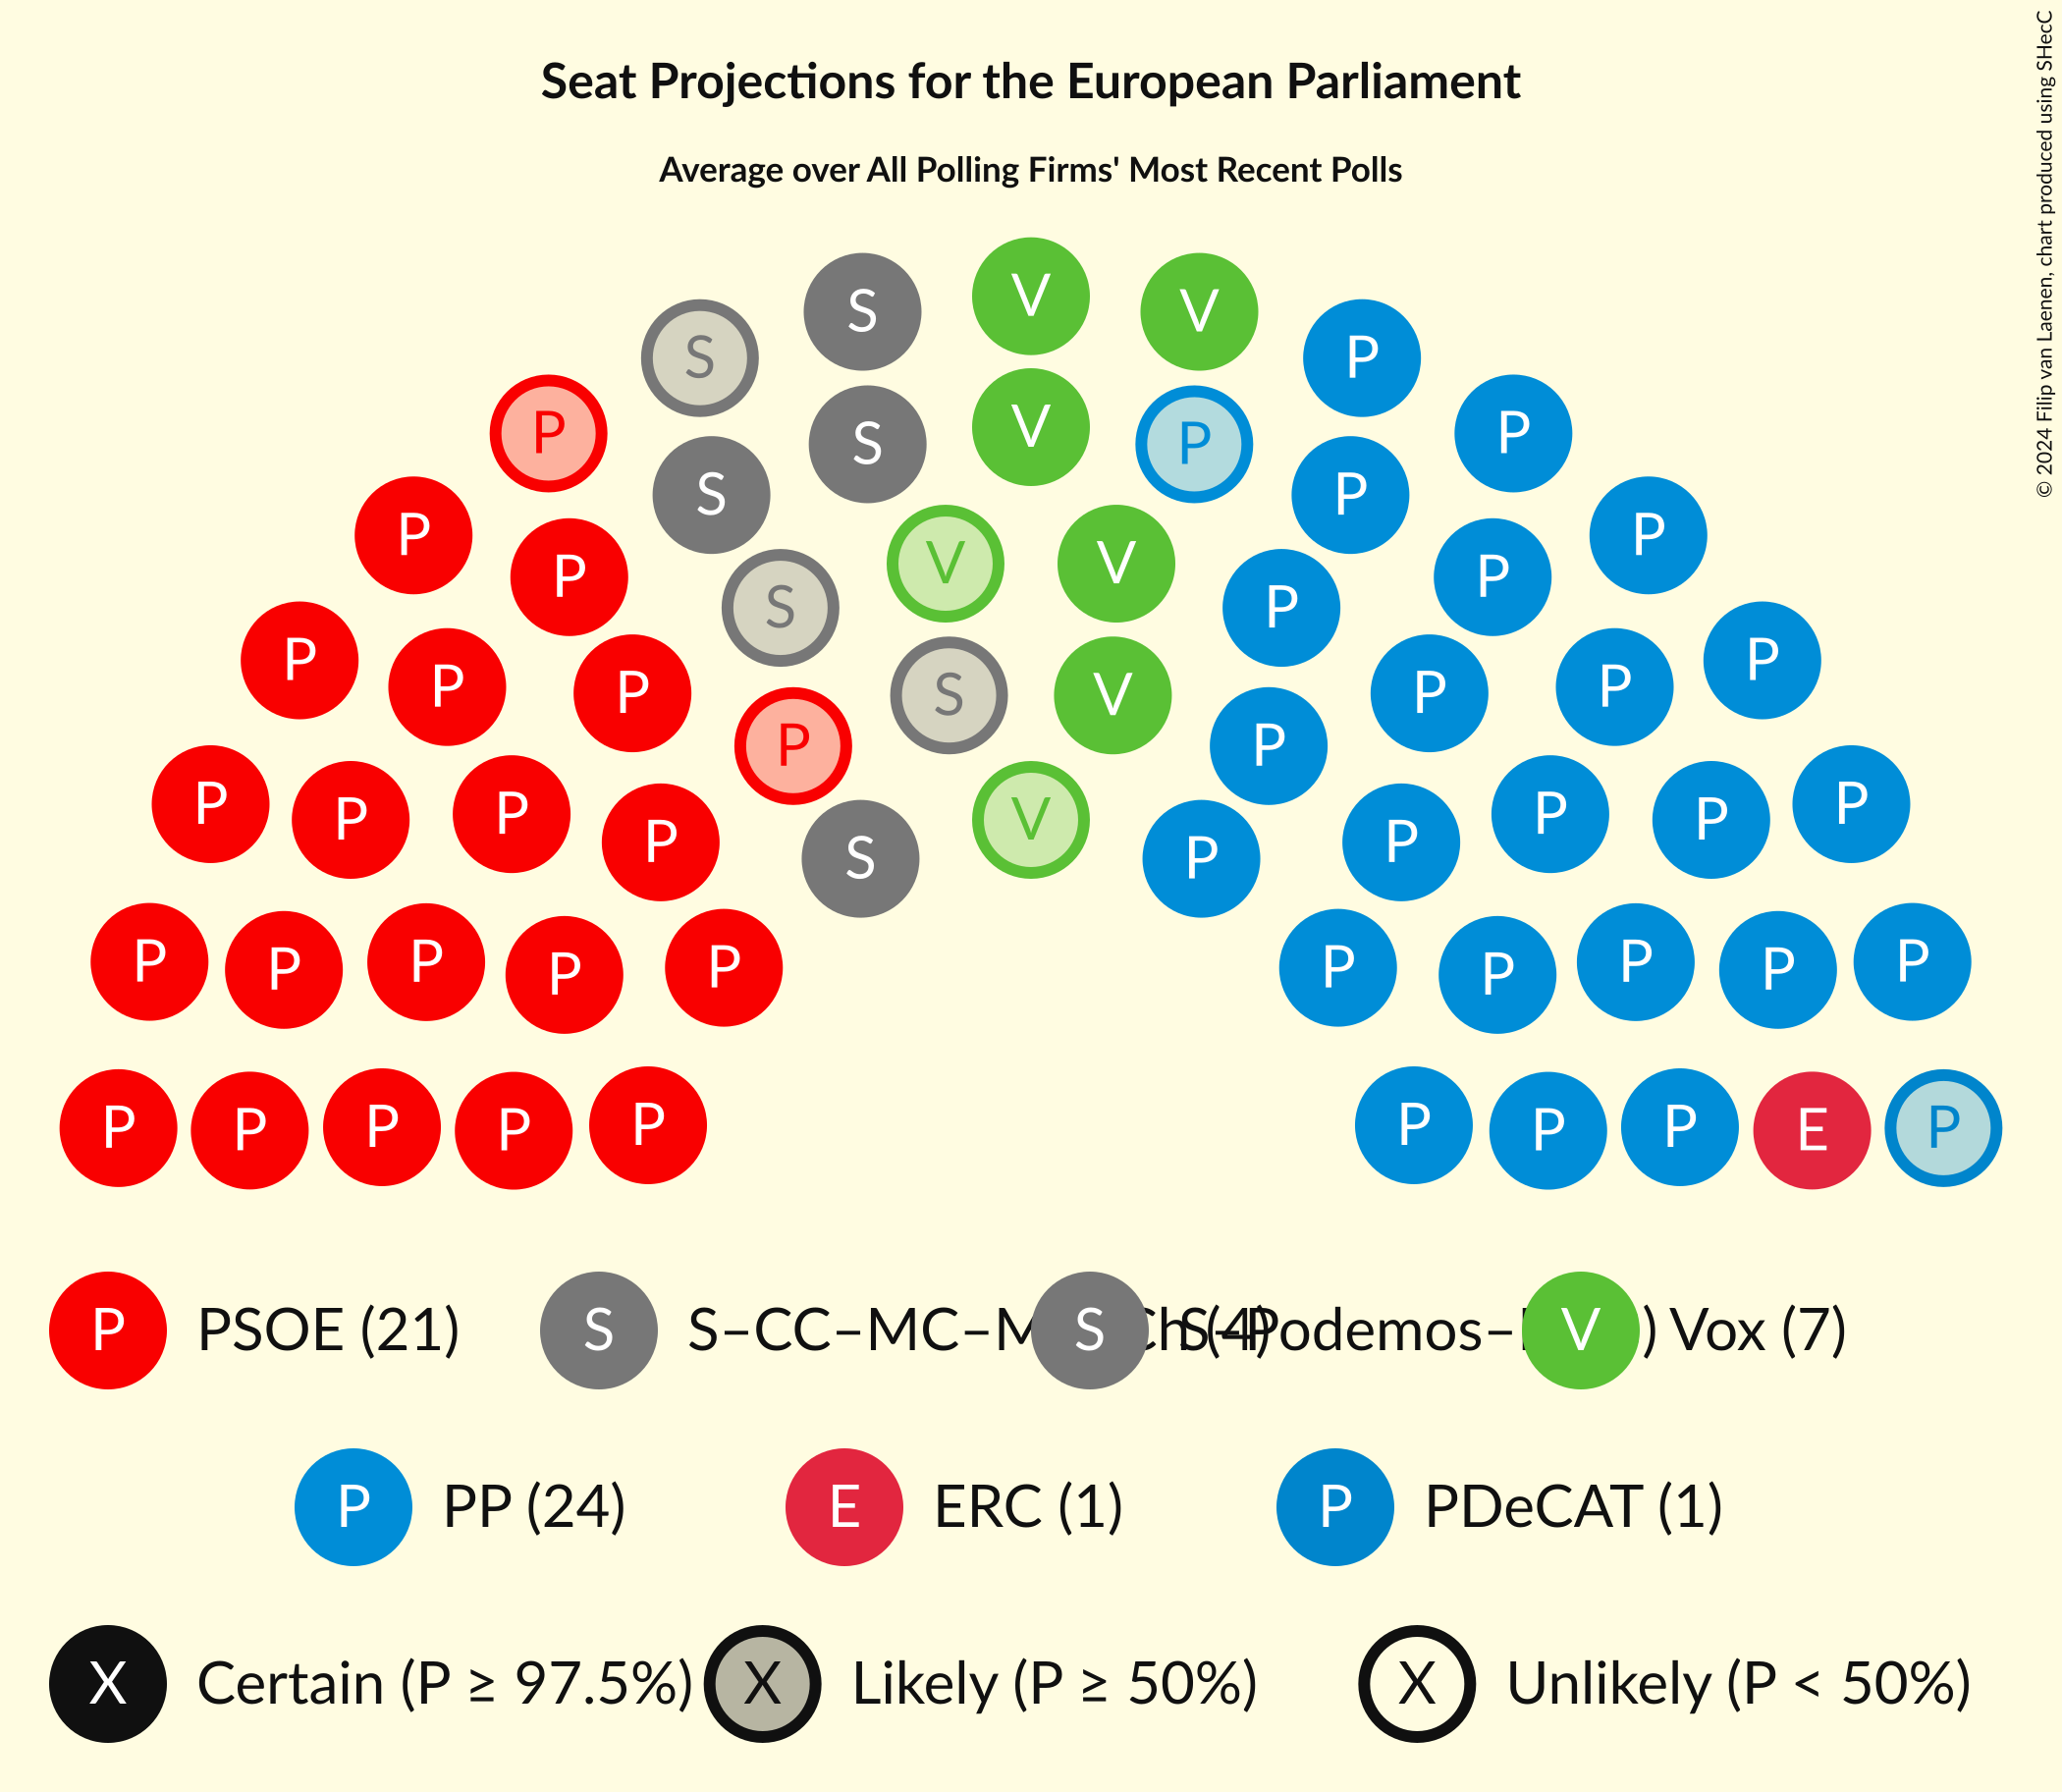 Seat Projections for the European Parliament
Average over All Polling Firms' Most Recent Polls
© 2024 Filip van Laenen, chart produced using SHecC
S V V
S P
P S V P P
S P
P P V V P P
S P
P P P S V P P P
P P
P P P P S V P P P P P
P P P P P P P P P P
P P P P P P P P E P
P PSOE (21) S S–CC–MC–M S S–Podemos– V Vox (7)
P PP (24) E ERC (1) P PDeCAT (1)
X Certain (P ≥ 97.5%) X Likely (P ≥ 50%) X Unlikely (P < 50%)